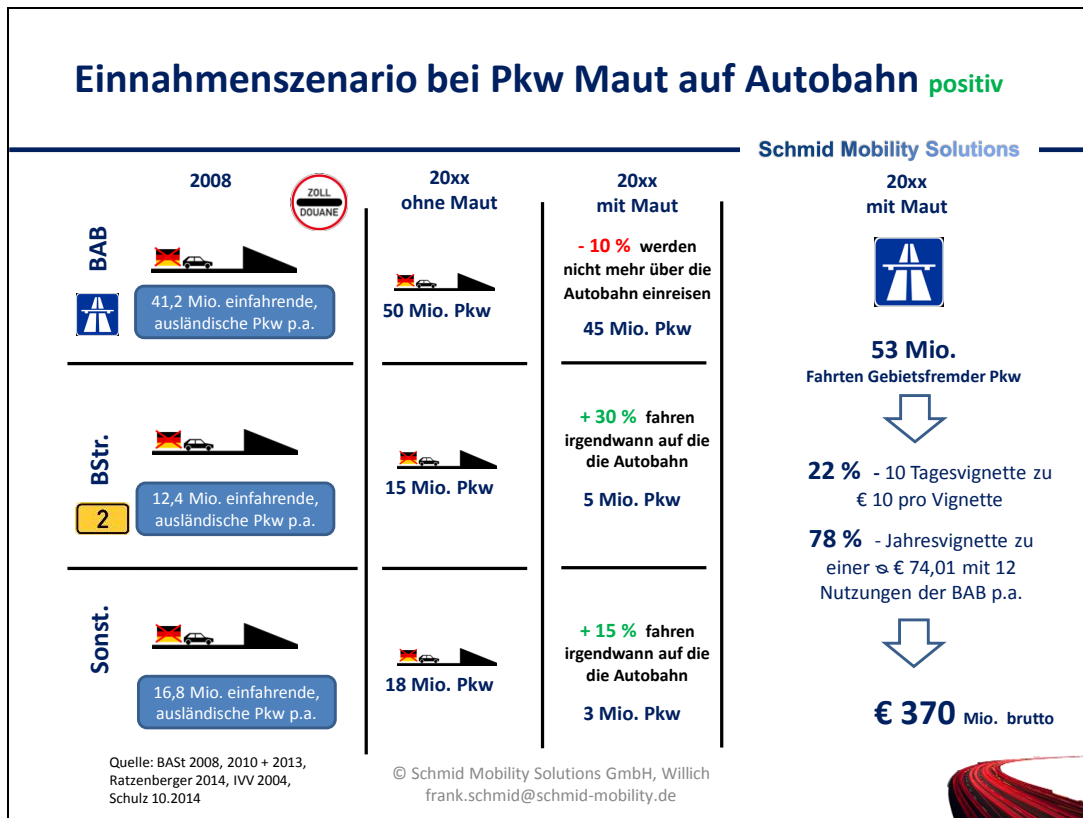 Einnahmenszenario bei Pkw Maut auf Autobahn positiv
Schmid Mobility Solutions
2008
ZOLL
DOUANE
20xx
ohne Maut
20xx
mit Maut
20xx
mit Maut
BAB
41,2 Mio. einfahrende,
ausländische Pkw p.a.
50 Mio. Pkw
- 10 % werden
nicht mehr über die
Autobahn einreisen
45 Mio. Pkw
BStr.
2
12,4 Mio. einfahrende,
ausländische Pkw p.a.
15 Mio. Pkw
+ 30 % fahren
irgendwann auf die
die Autobahn
5 Mio. Pkw
Sonst.
16,8 Mio. einfahrende,
ausländische Pkw p.a.
18 Mio. Pkw
+ 15 % fahren
irgendwann auf die
die Autobahn
3 Mio. Pkw
53 Mio.
Fahrten Gebietsfremder Pkw
22 % - 10 Tagesvignette zu
€ 10 pro Vignette
78 % - Jahresvignette zu
einer ⌀ € 74,01 mit 12
Nutzungen der BAB p.a.
€ 370 Mio. brutto
Quelle: BASt 2008, 2010 + 2013,
Ratzenberger 2014, IVV 2004,
Schulz 10.2014
© Schmid Mobility Solutions GmbH, Willich
frank.schmid@schmid-mobility.de